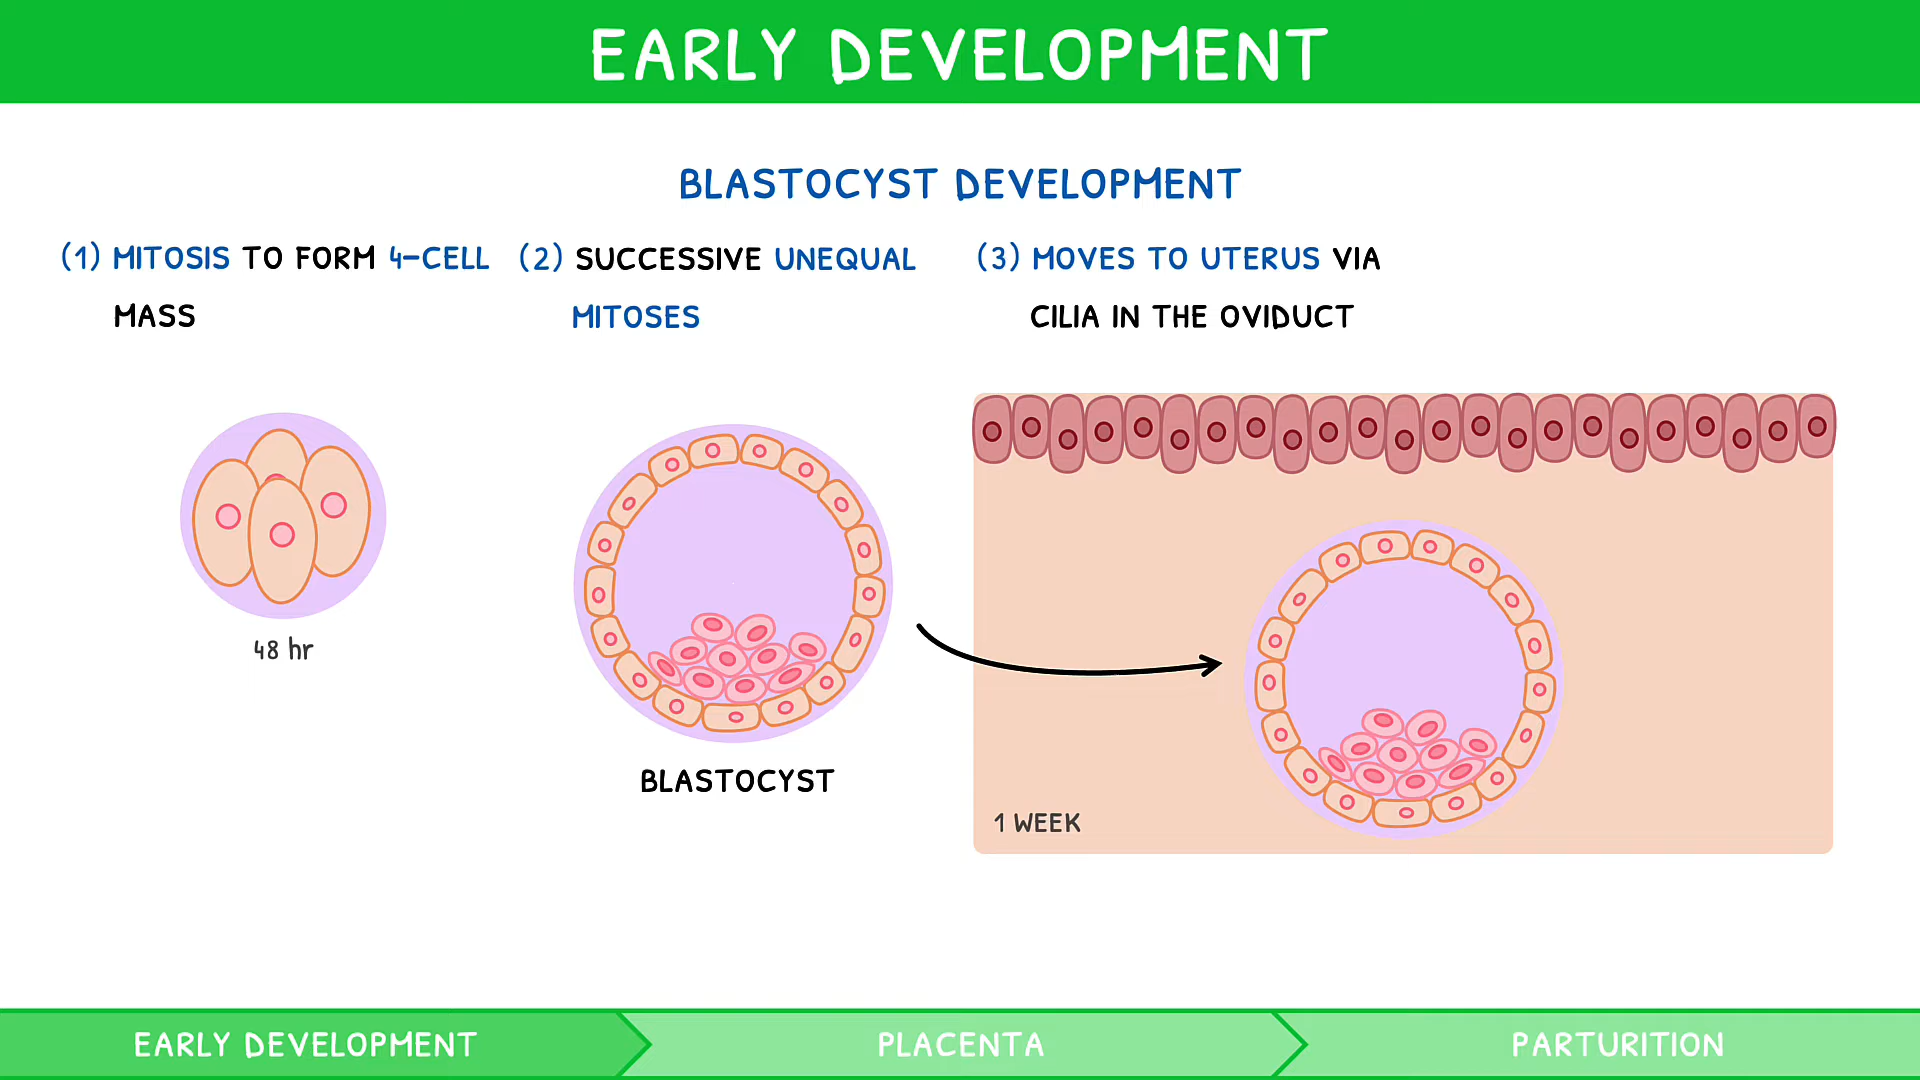 EARLY DEVELOPMENT
BLASTOCYST DEVELOPMENT
(1) MITOSIS TO FORM 4-CELL
MASS
(2) SUCCESSIVE UNEQUAL
MITOSES
(3) MOVES TO UTERUS VIA
CILIA IN THE OVIDUCT
48 hr
BLASTOCYST
1 WEEK
EARLY DEVELOPMENT
PLACENTA
PARTURITION